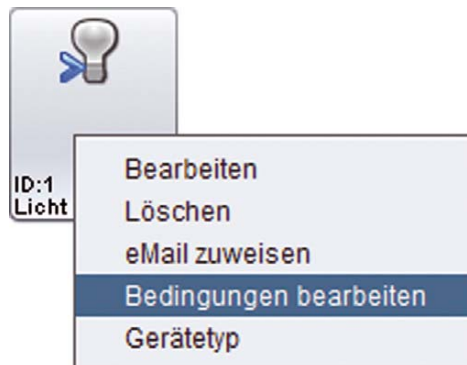 ID:1
Licht
Bearbeiten
Löschen
eMail zuweisen
Bedingungen bearbeiten
Gerätetyp